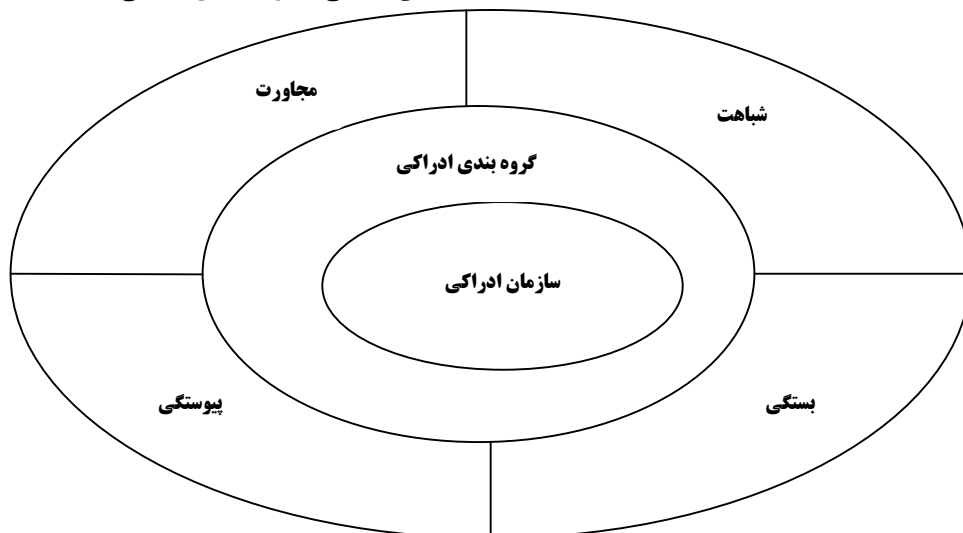 شباهت
مجاورت
گروه بندی ادراکی
سازمان ادراکی
بستگی
پیوستگی